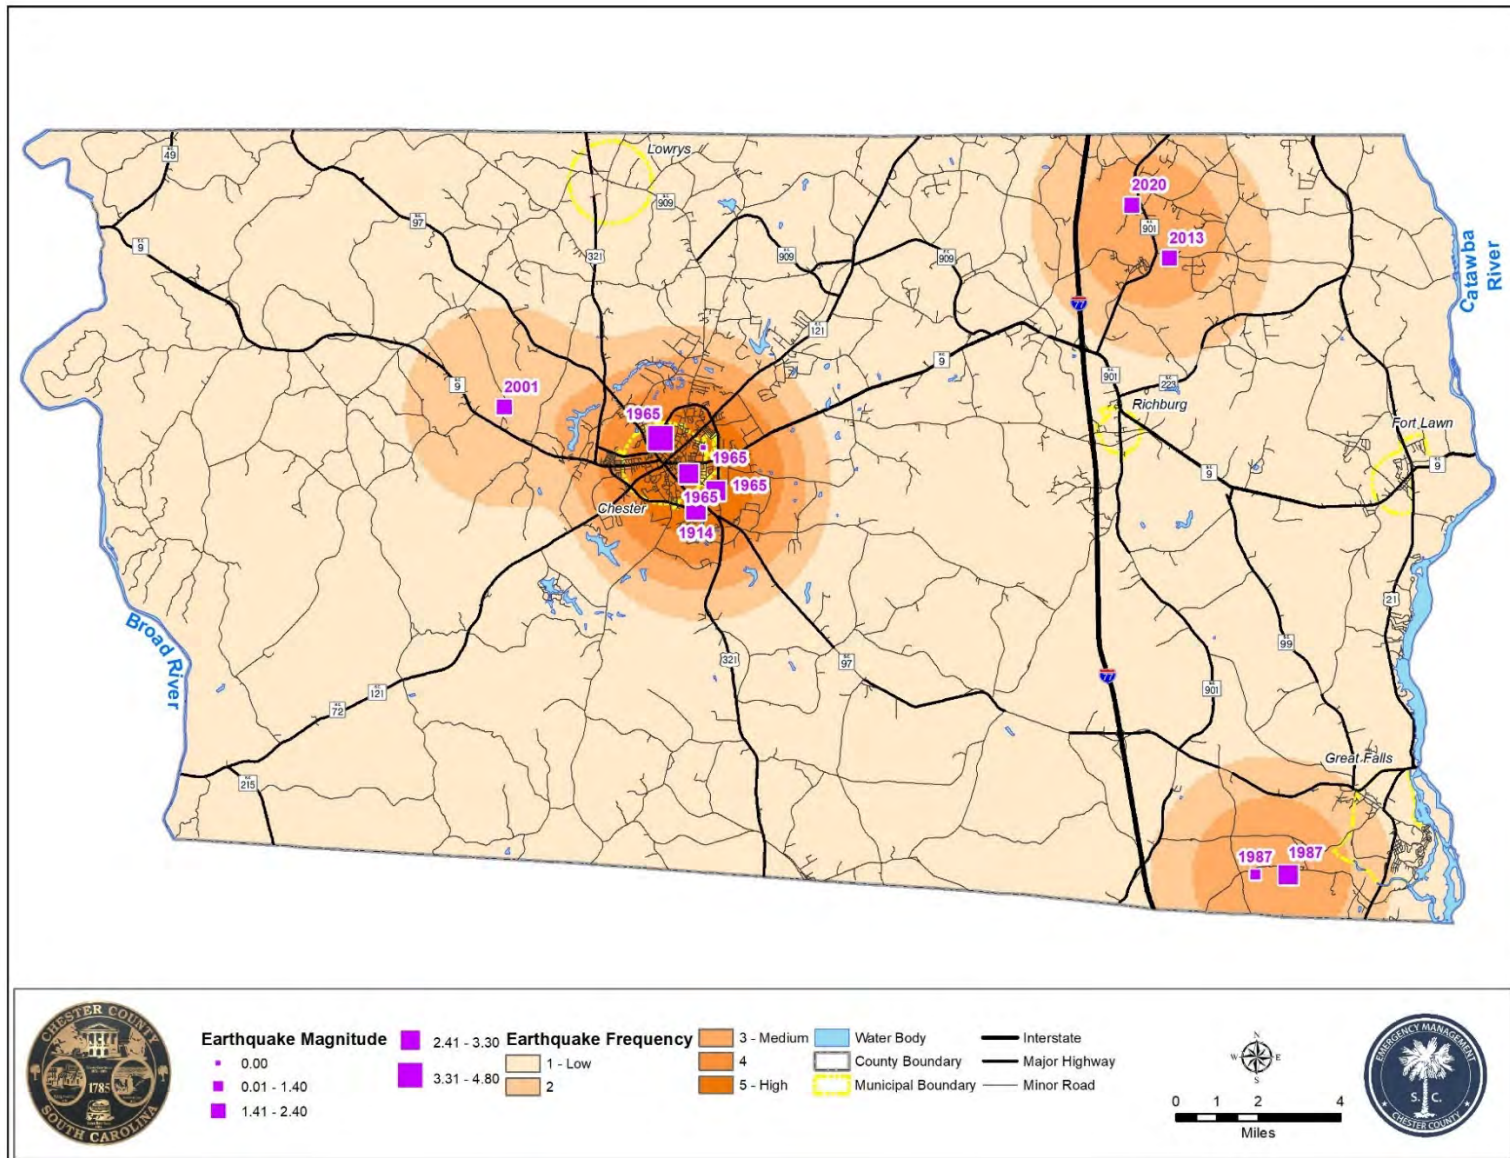 Lowrys
49
97
909
9
321
909
909
2020
901
2013
Catawba
River
77
121
9
9
2001
901
223
Richburg
Fort Lawn
1965
1965
1965
1965
9
9
Chester
1914
21
Broad River
321
97
99
77
121
901
72
215
Great Falls
1987
1987
CHESTER COUNTY
1785
SOUTH CAROLINA
Earthquake Magnitude
0.00
0.01 - 1.40
1.41 - 2.40
2.41 - 3.30
3.31 - 4.80
Earthquake Frequency
1 - Low
2
3 - Medium
4
5 - High
Water Body
County Boundary
Municipal Boundary
Interstate
Major Highway
Minor Road
N
W E
S
0 1 2 4
Miles
EMERGENCY MANAGEMENT
S. C.
CHESTER COUNTY